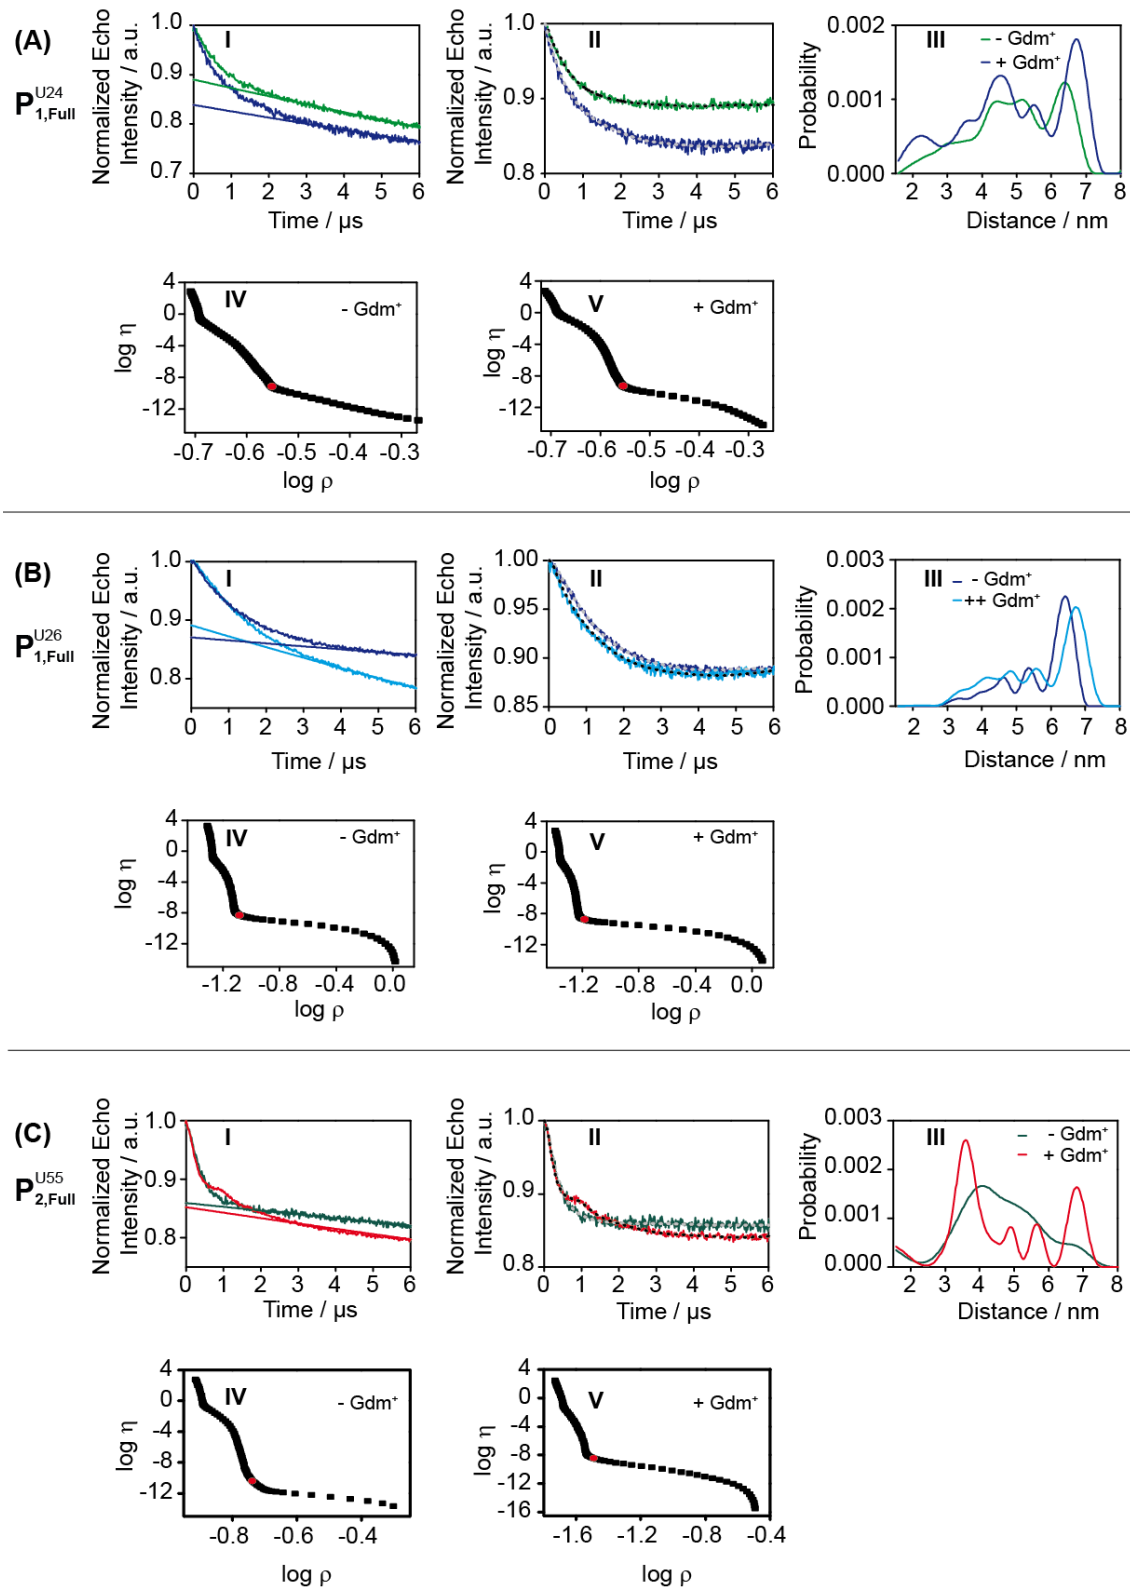 (A)
P1,Full U24
I
Normalized Echo
Intensity / a.u.
1.0
0.9
0.8
0.7
0 1 2 3 4 5 6
Time / µs
II
Normalized Echo
Intensity / a.u.
1.0
0.9
0.8
0 1 2 3 4 5 6
Time / µs
III
- Gdm⁺
+ Gdm⁺
Probability
0.002
0.001
0.000
2 3 4 5 6 7 8
Distance / nm
IV
- Gdm⁺
log η
4
0
-4
-8
-12
-0.7 -0.6 -0.5 -0.4 -0.3
log ρ
V
+ Gdm⁺
log η
4
0
-4
-8
-12
-0.7 -0.6 -0.5 -0.4 -0.3
log ρ
(B)
P1,Full U26
I
Normalized Echo
Intensity / a.u.
1.0
0.9
0.8
0 1 2 3 4 5 6
Time / µs
II
Normalized Echo
Intensity / a.u.
1.00
0.95
0.90
0.85
0 1 2 3 4 5 6
Time / µs
III
- Gdm⁺
++ Gdm⁺
Probability
0.003
0.002
0.001
0.000
2 3 4 5 6 7 8
Distance / nm
IV
- Gdm⁺
log η
4
0
-4
-8
-12
-1.2 -0.8 -0.4 0.0
log ρ
V
+ Gdm⁺
log η
4
0
-4
-8
-12
-1.2 -0.8 -0.4 0.0
log ρ
(C)
P2,Full U55
I
Normalized Echo
Intensity / a.u.
1.0
0.9
0.8
0 1 2 3 4 5 6
Time / µs
II
Normalized Echo
Intensity / a.u.
1.0
0.9
0.8
0 1 2 3 4 5 6
Time / µs
III
- Gdm⁺
+ Gdm⁺
Probability
0.003
0.002
0.001
0.000
2 3 4 5 6 7 8
Distance / nm
IV
- Gdm⁺
log η
4
0
-4
-8
-12
-0.8 -0.6 -0.4
log ρ
V
+ Gdm⁺
log η
4
0
-4
-8
-12
-16
-1.6 -1.2 -0.8 -0.4
log ρ